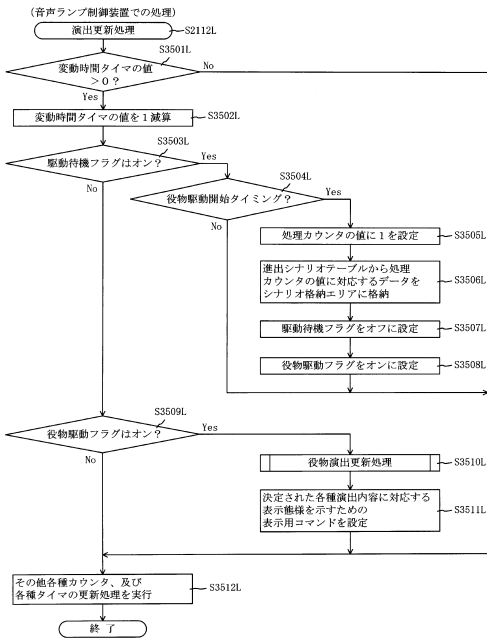 (音声ランプ制御装置での処理)
演出更新処理
S2112L
S3501L
変動時間タイマの値
>0？
No
Yes
変動時間タイマの値を1減算
S3502L
S3503L
駆動待機フラグはオン？
Yes
No
S3504L
役物駆動開始タイミング？
Yes
No
処理カウンタの値に1を設定
S3505L
進出シナリオテーブルから処理
カウンタの値に対応するデータを
シナリオ格納エリアに格納
S3506L
駆動待機フラグをオフに設定
S3507L
役物駆動フラグをオンに設定
S3508L
S3509L
役物駆動フラグはオン？
Yes
No
役物演出更新処理
S3510L
決定された各種演出内容に対応する
表示態様を示すための
表示用コマンドを設定
S3511L
その他各種カウンタ、及び
各種タイマの更新処理を実行
S3512L
終了